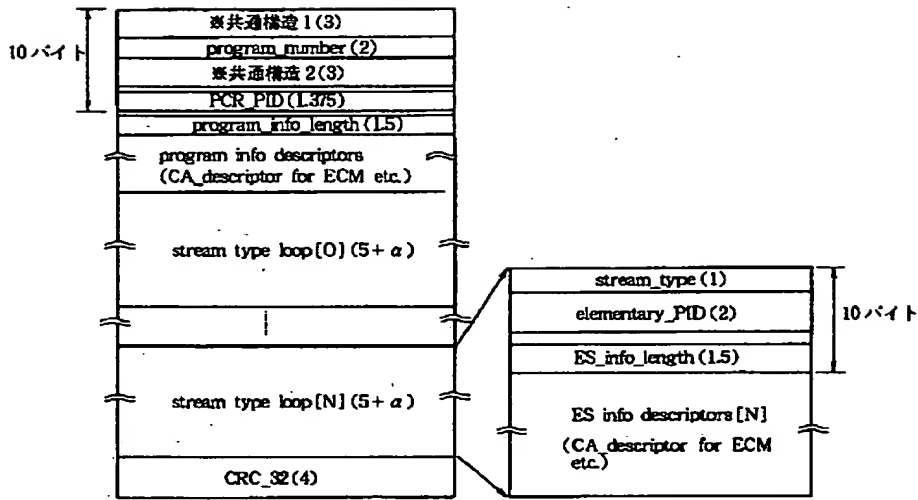 10バイト
※共通構造1(3)
program_number(2)
※共通構造2(3)
PCR_PID(1.375)
program_info_length(1.5)
program info descriptors
(CA_descriptor for ECM etc.)
stream type loop[0](5+α)
stream type loop[N](5+α)
CRC_32(4)
stream_type(1)
elementary_PID(2)
ES_info_length(1.5)
10バイト
ES info descriptors[N]
(CA_descriptor for ECM
etc.)